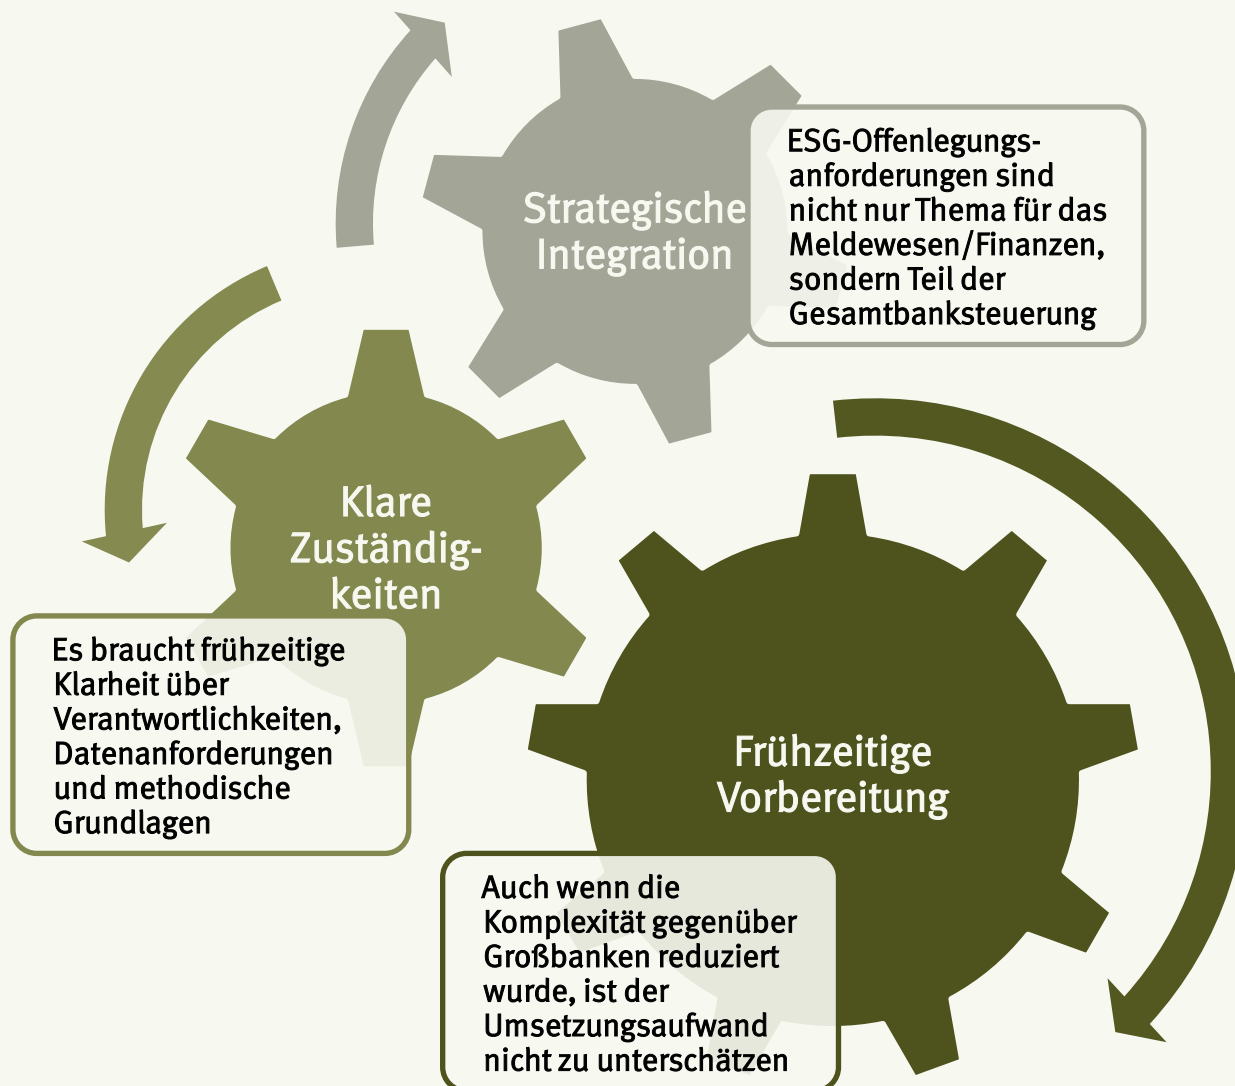 Strategische
Integration
ESG-Offenlegungs-
anforderungen sind
nicht nur Thema für das
Meldewesen/Finanzen,
sondern Teil der
Gesamtbanksteuerung
Klare
Zuständig-
keiten
Es braucht frühzeitige
Klarheit über
Verantwortlichkeiten,
Datenanforderungen
und methodische
Grundlagen
Frühzeitige
Vorbereitung
Auch wenn die
Komplexität gegenüber
Großbanken reduziert
wurde, ist der
Umsetzungsaufwand
nicht zu unterschätzen